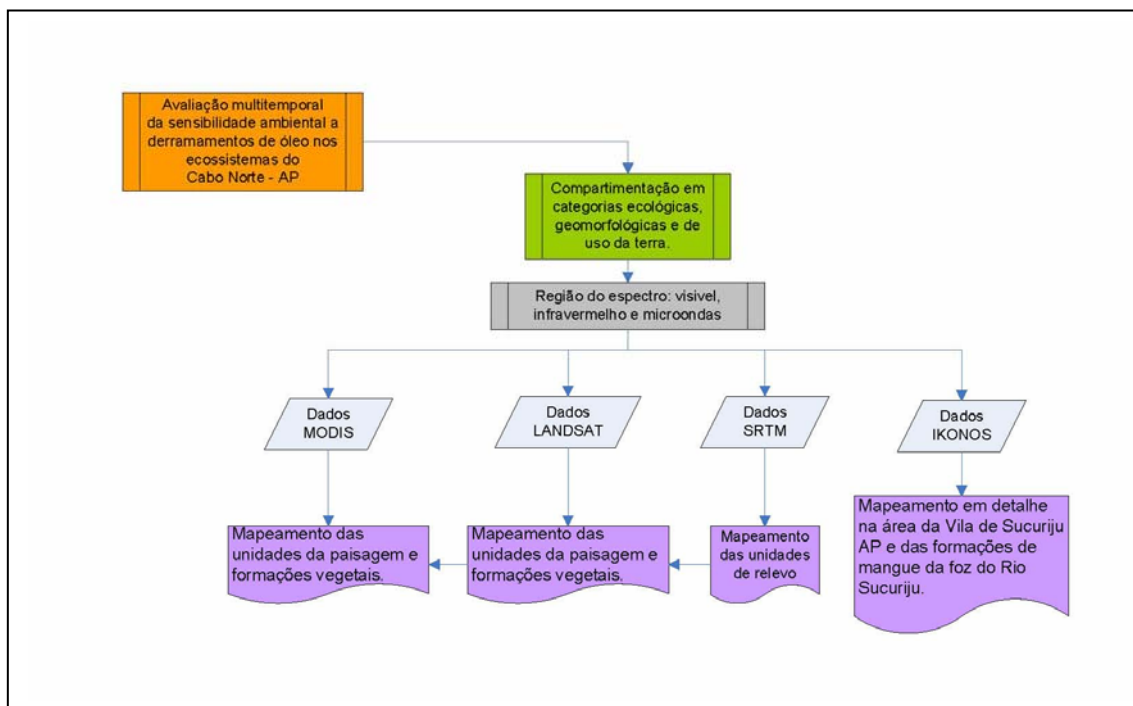 Avaliação multitemporal
da sensibilidade ambiental a
derramamentos de óleo nos
ecossistemas do
Cabo Norte - AP
Compartimentação em
categorias ecológicas,
geomorfológicas e de
uso da terra.
Região do espectro: visivel,
infravermelho e microondas
Dados
MODIS
Dados
LANDSAT
Dados
SRTM
Dados
IKONOS
Mapeamento das
unidades da paisagem e
formações vegetais.
Mapeamento das
unidades da paisagem e
formações vegetais.
Mapeamento
das unidades
de relevo
Mapeamento em detalhe
na área da Vila de Sucuriju
AP e das formações de
mangue da foz do Rio
Sucuriju.